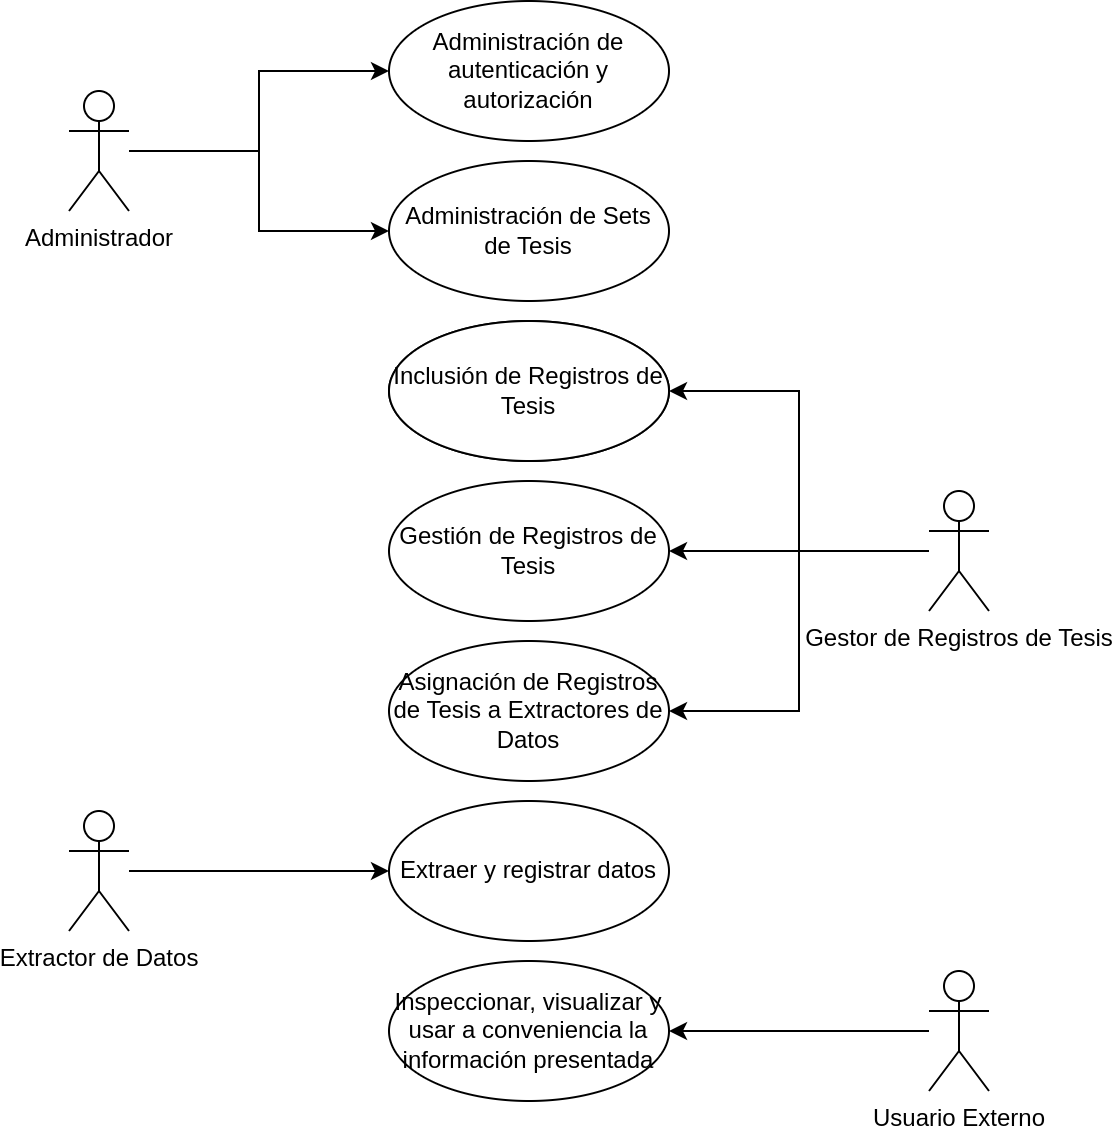 Administración de
autenticación y
autorización
Administrador
Administración de Sets
de Tesis
Inclusión de Registros de
Tesis
Gestión de Registros de
Tesis
Gestor de Registros de Tesis
Asignación de Registros
de Tesis a Extractores de
Datos
Extraer y registrar datos
Extractor de Datos
Inspeccionar, visualizar y
usar a conveniencia la
información presentada
Usuario Externo